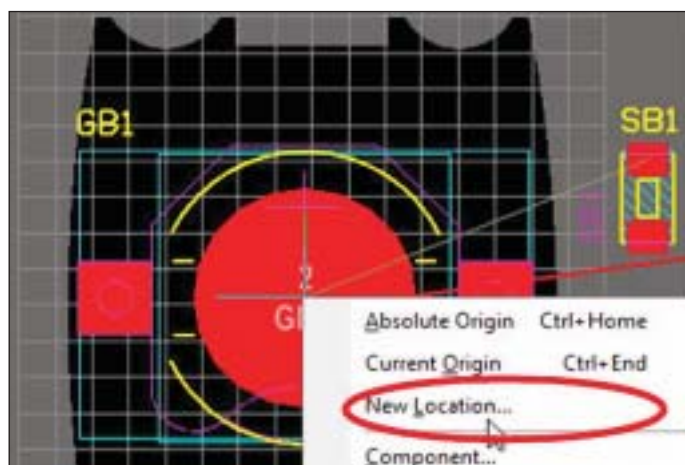 GB1
SB1
2
Absolute Origin Ctrl+Home
Current Origin Ctrl+End
New Location...
Component...